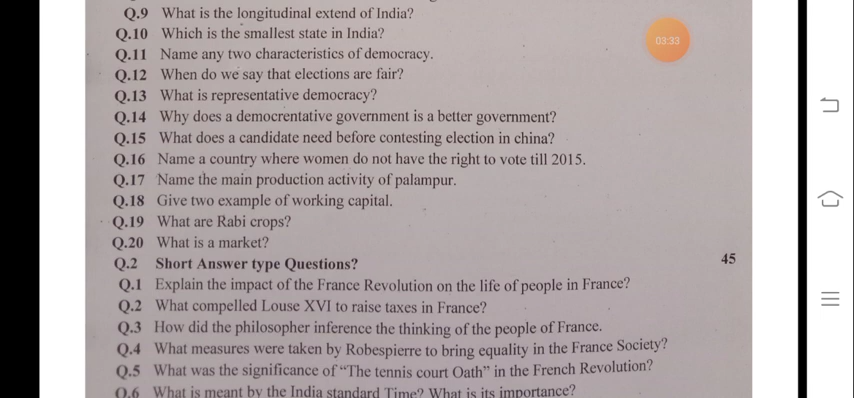 Q.9 What is the longitudinal extend of India?
Q.10 Which is the smallest state in India?
03:33
Q.11 Name any two characteristics of democracy.
Q.12 When do we say that elections are fair?
Q.13 What is representative democracy?
Q.14 Why does a democrentative government is a better government?
Q.15 What does a candidate need before contesting election in china?
Q.16 Name a country where women do not have the right to vote till 2015.
Q.17 Name the main production activity of palampur.
Q.18 Give two example of working capital.
Q.19 What are Rabi crops?
Q.20 What is a market?
Q.2 Short Answer type Questions? 45
Q.1 Explain the impact of the France Revolution on the life of people in France?
Q.2 What compelled Louse XVI to raise taxes in France?
Q.3 How did the philosopher inference the thinking of the people of France.
Q.4 What measures were taken by Robespierre to bring equality in the France Society?
Q.5 What was the significance of “The tennis court Oath” in the French Revolution?
Q.6 What is meant by the India standard Time? What is its importance?